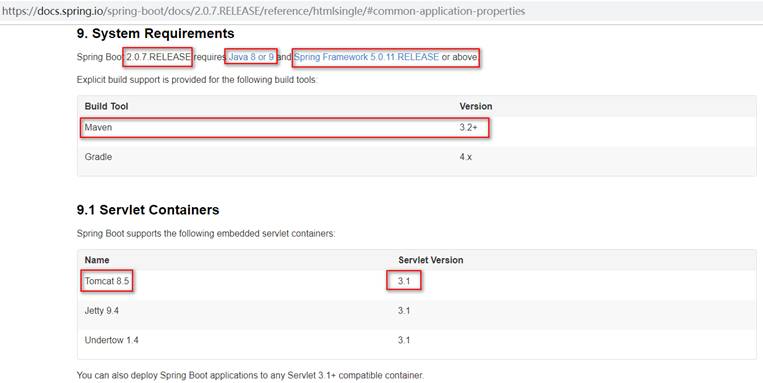 https://docs.spring.io/spring-boot/docs/2.0.7.RELEASE/reference/htmlsingle/#common-application-properties
9. System Requirements
Spring Boot 2.0.7.RELEASE requires Java 8 or 9 and Spring Framework 5.0.11.RELEASE or above.
Explicit build support is provided for the following build tools:
Build Tool Version
Maven 3.2+
Gradle 4.x
9.1 Servlet Containers
Spring Boot supports the following embedded servlet containers:
Name Servlet Version
Tomcat 8.5 3.1
Jetty 9.4 3.1
Undertow 1.4 3.1
You can also deploy Spring Boot applications to any Servlet 3.1+ compatible container.